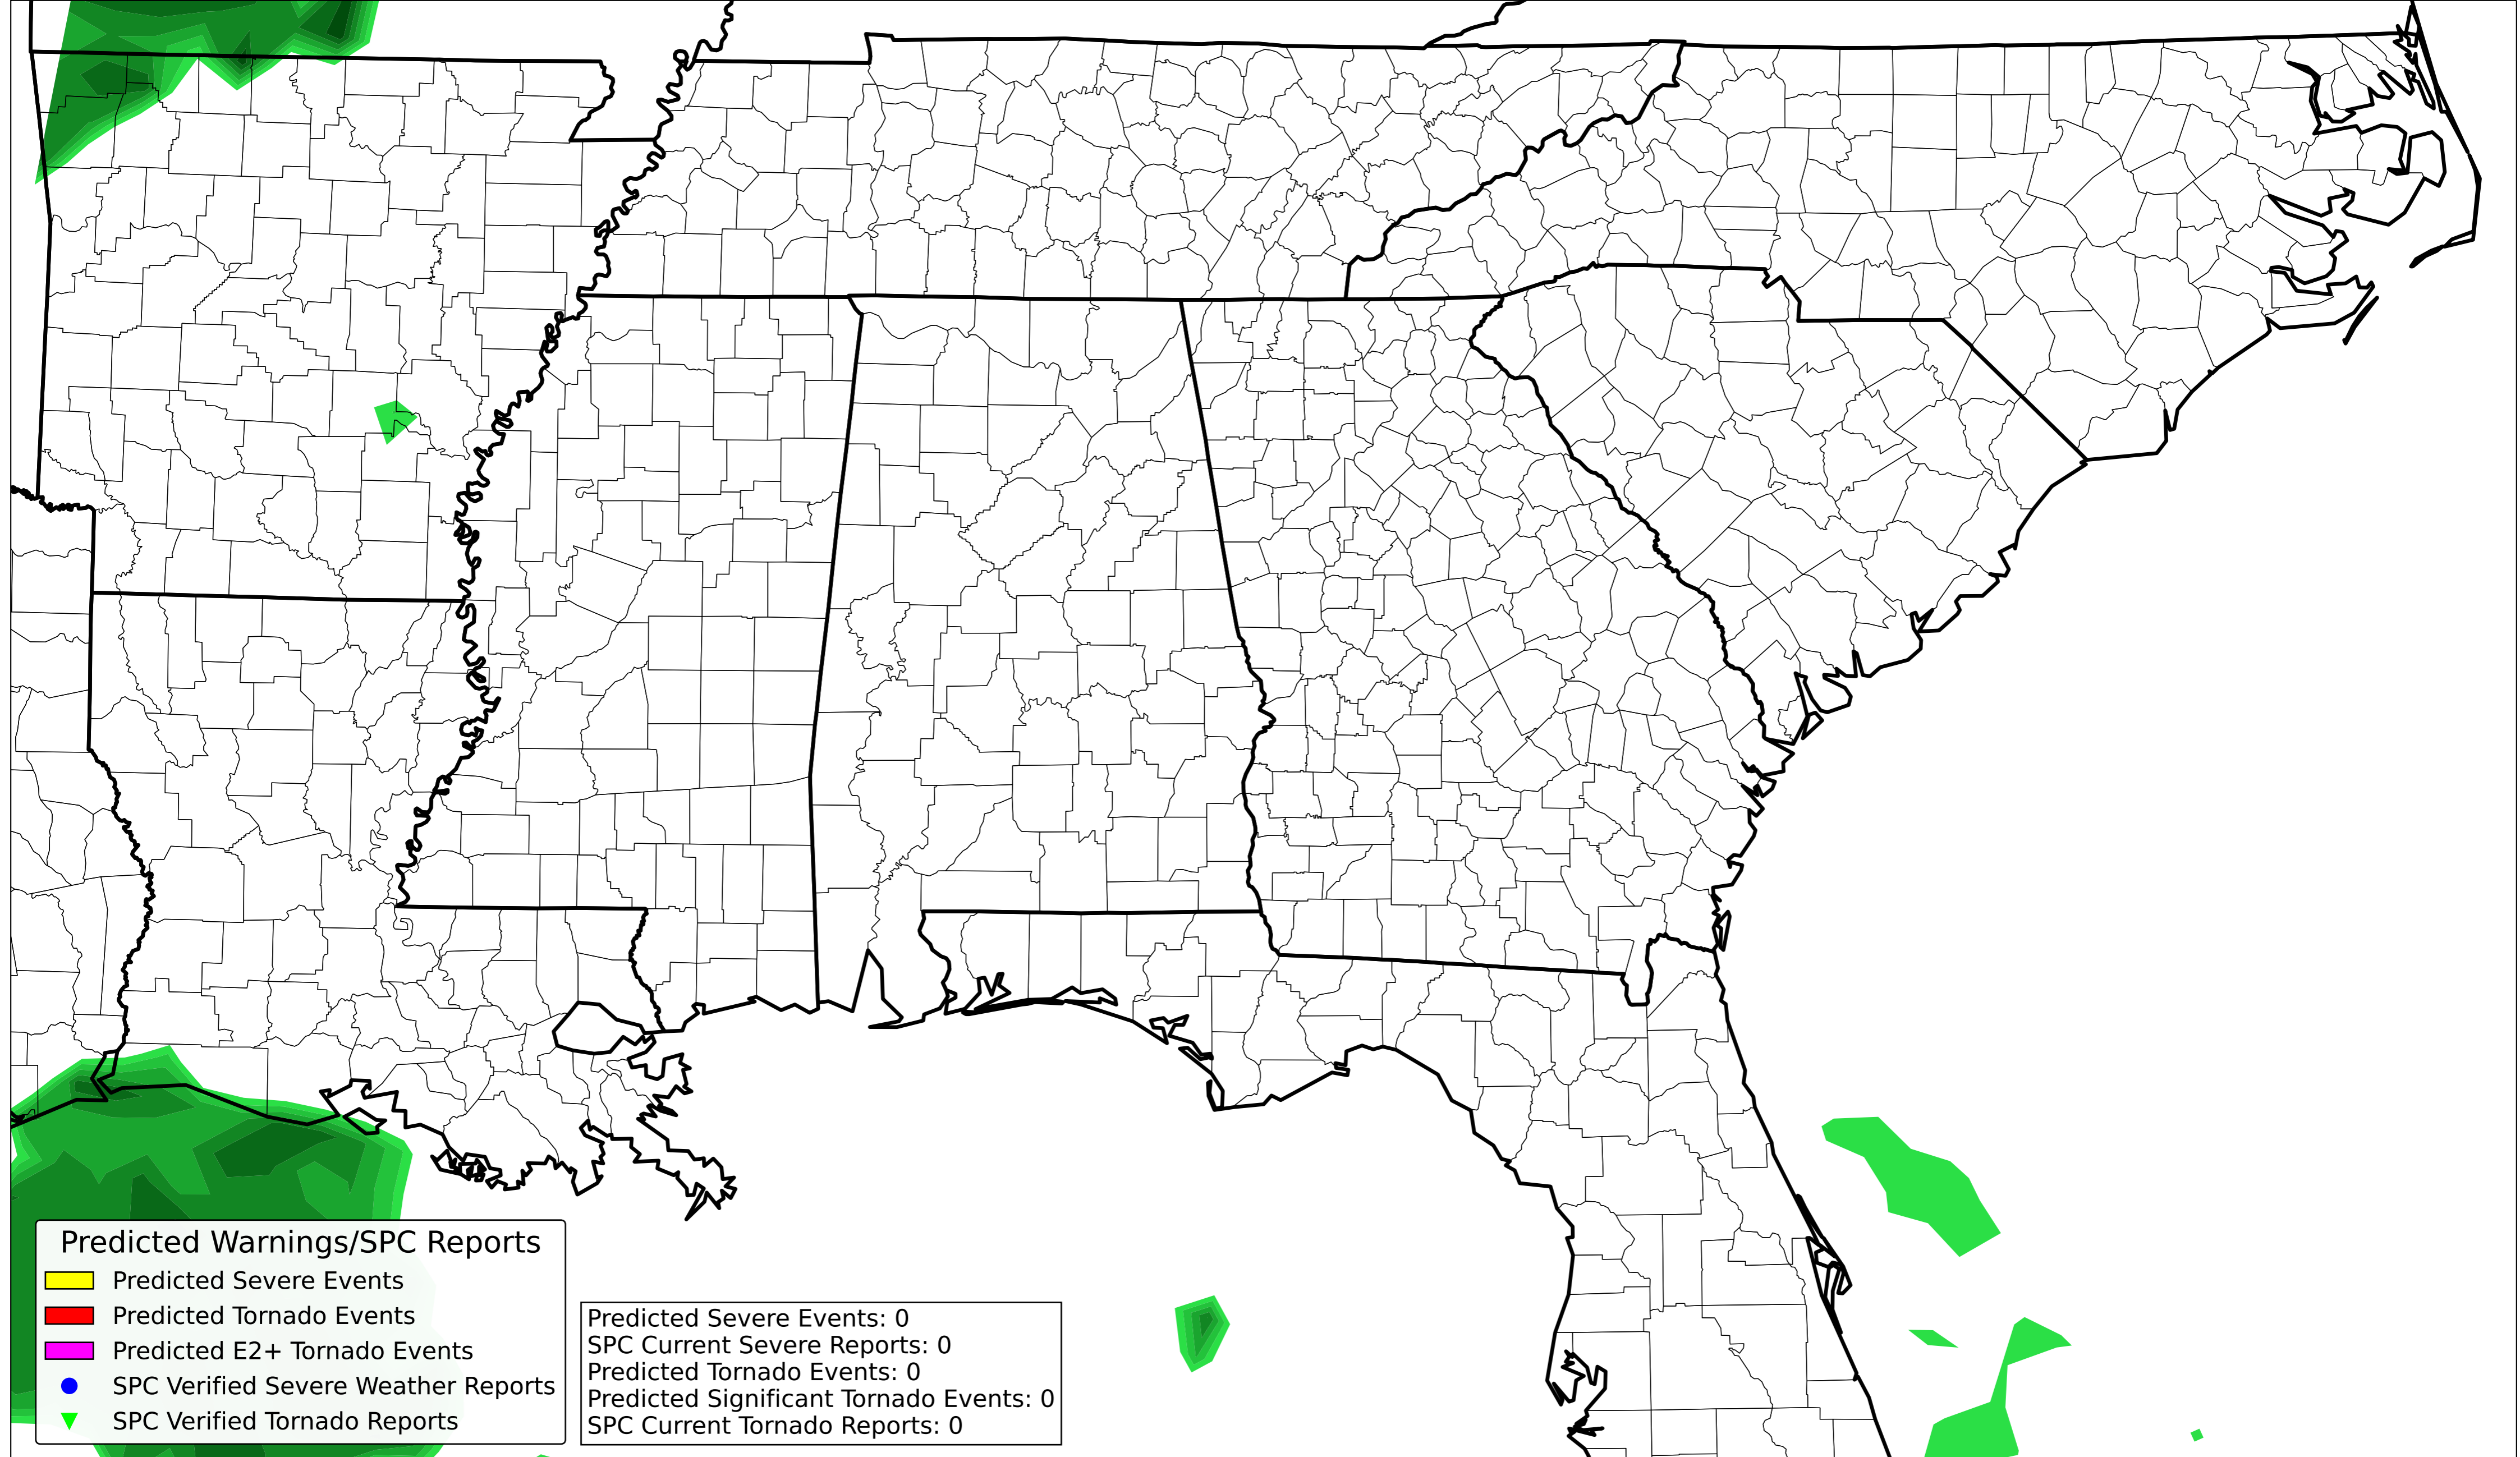 Predicted Warnings/SPC Reports
Predicted Severe Events
Predicted Tornado Events
Predicted E2+ Tornado Events
SPC Verified Severe Weather Reports
SPC Verified Tornado Reports
Predicted Severe Events: 0
SPC Current Severe Reports: 0
Predicted Tornado Events: 0
Predicted Significant Tornado Events: 0
SPC Current Tornado Reports: 0